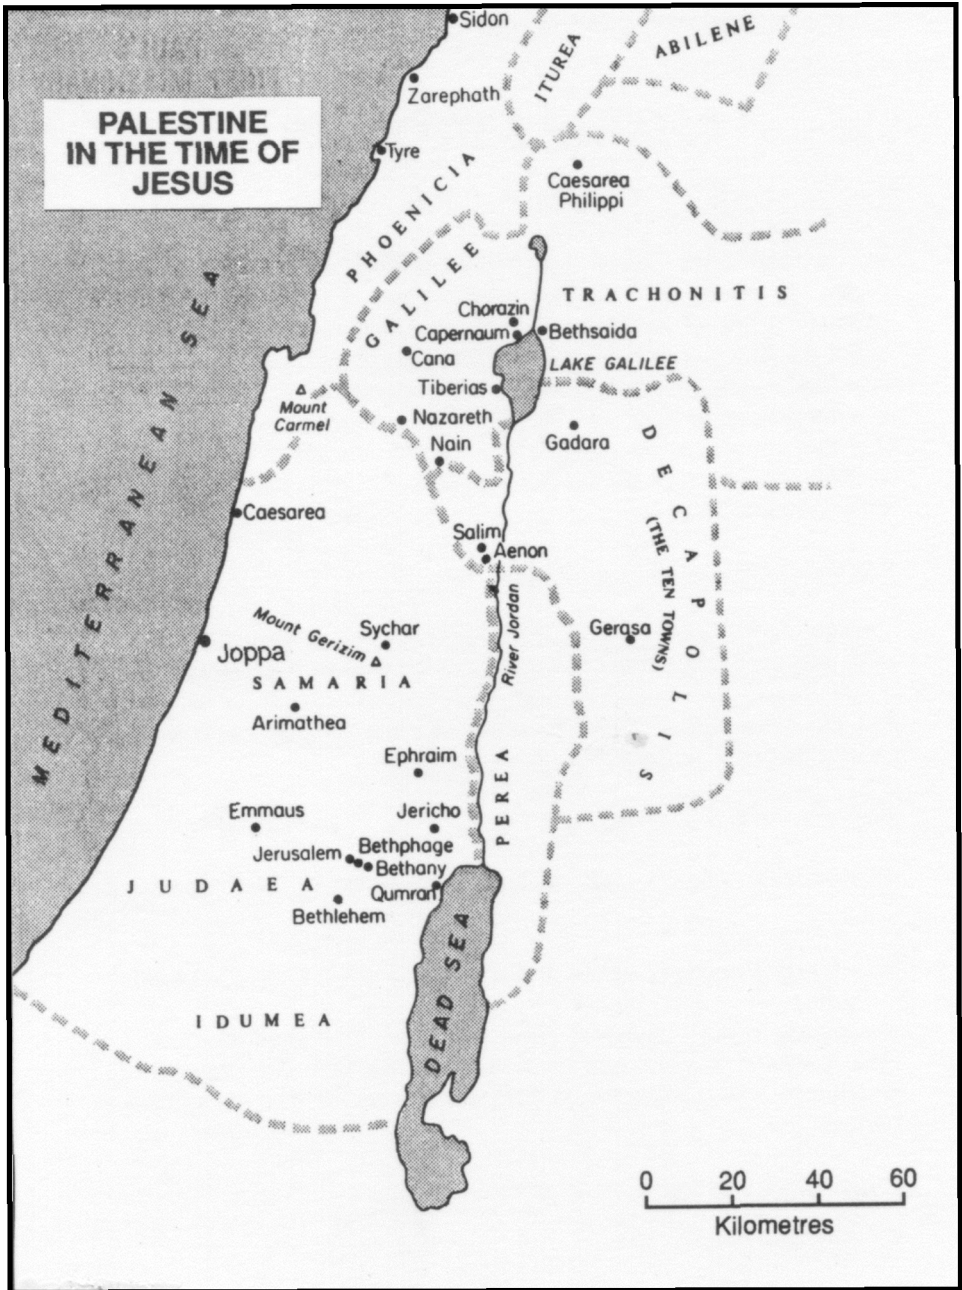 Sidon
ABILENE
ITUREA
Zarephath
PALESTINE
IN THE TIME OF
JESUS
Tyre
Caesarea
Philippi
PHOENICIA
GALILEE
TRACHONITIS
Chorazin
Capernaum
Bethsaida
Cana
LAKE GALILEE
Tiberias
Mount
Carmel
Nazareth
Nain
Gadara
DECAPOLIS
(THE TEN TOWNS)
MEDITERRANEAN SEA
Caesarea
Salim
Aenon
River Jordan
Mount Gerizim
Sychar
Gerasa
Joppa
SAMARIA
Arimathea
Ephraim
PEREA
Emmaus
Jericho
Jerusalem
Bethphage
Bethany
JUDAEA
Qumran
Bethlehem
DEAD SEA
IDUMEA
0 20 40 60
Kilometres